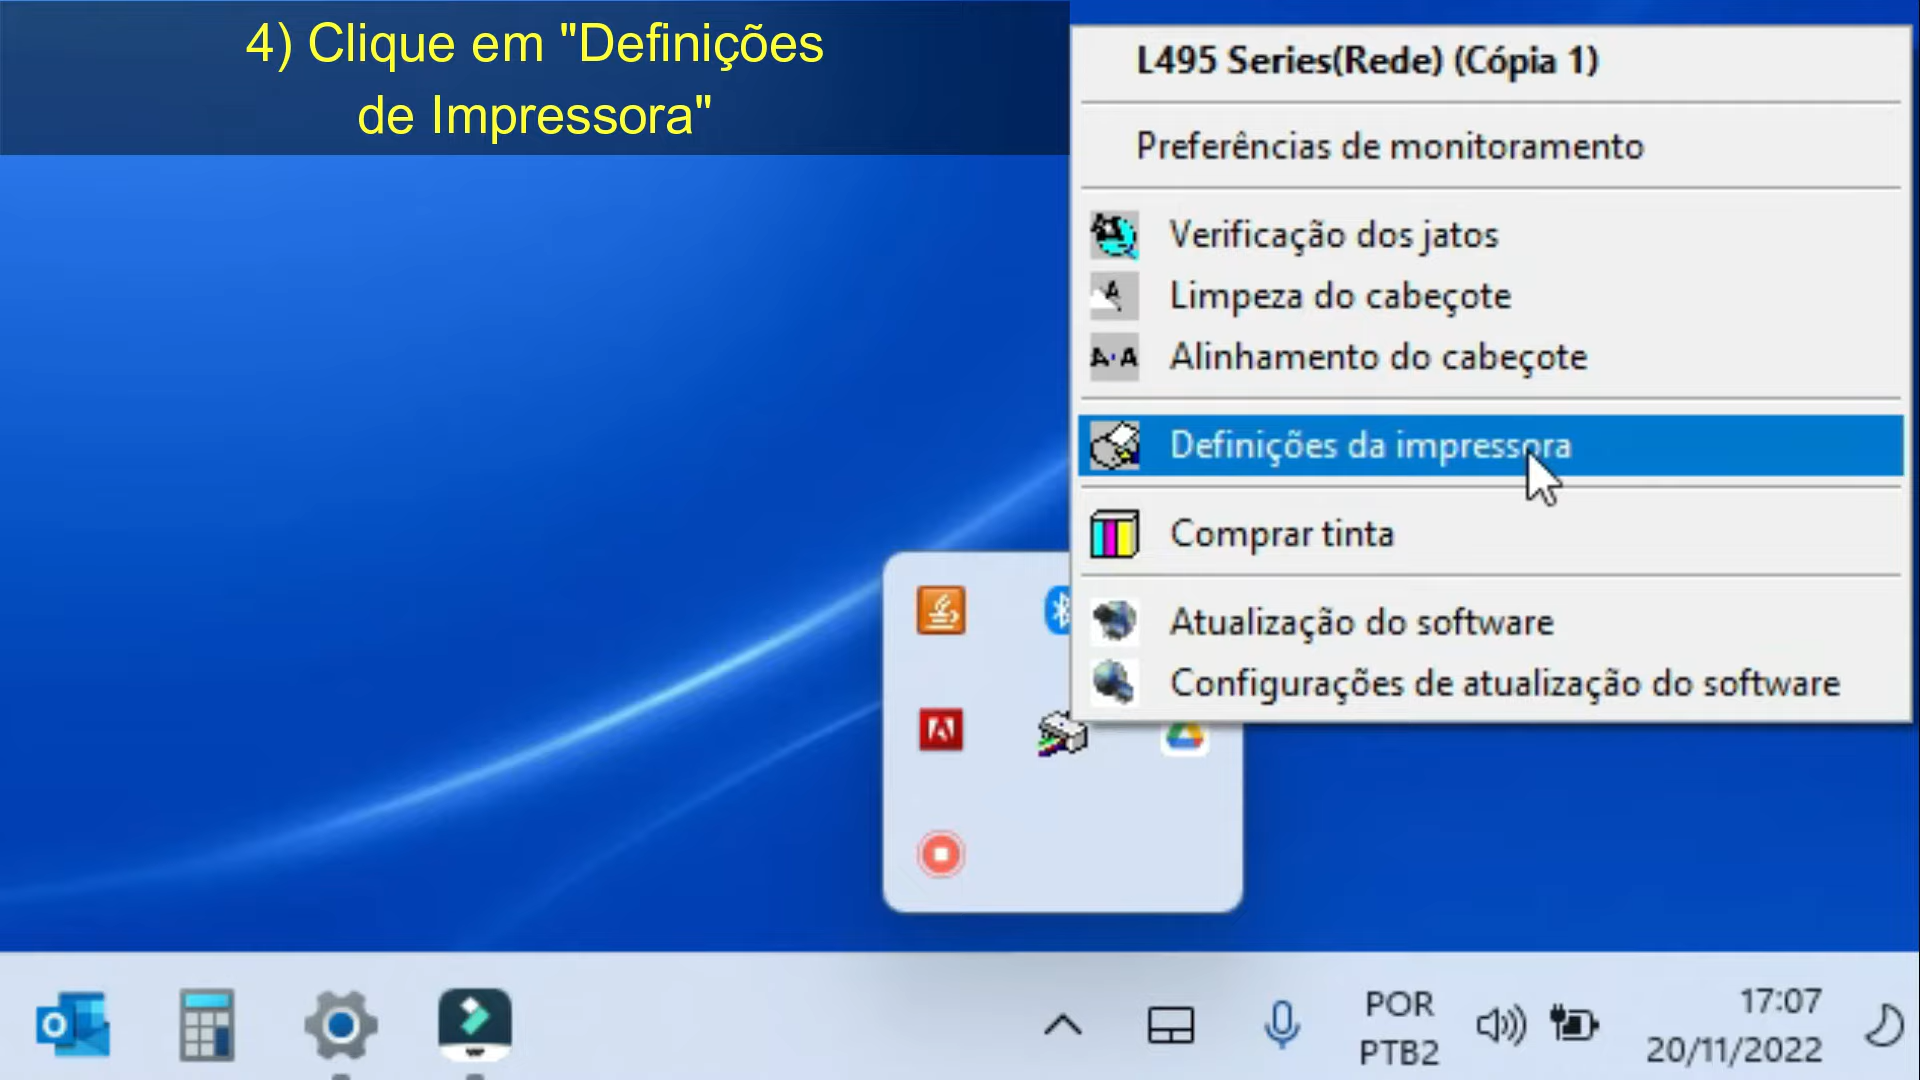 4) Clique em "Definições
de Impressora"
L495 Series(Rede) (Cópia 1)
Preferências de monitoramento
Verificação dos jatos
Limpeza do cabeçote
Alinhamento do cabeçote
Definições da impressora
Comprar tinta
Atualização do software
Configurações de atualização do software
POR
PTB2
17:07
20/11/2022